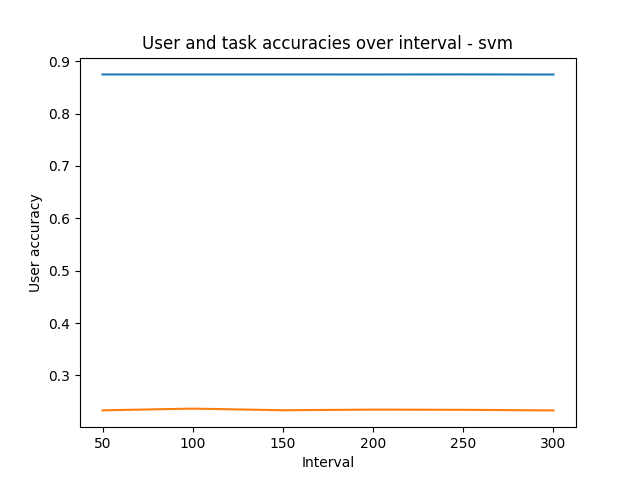 User and task accuracies over interval - svm
0.9
0.8
0.7
0.6
0.5
0.4
0.3
User accuracy
50 100 150 200 250 300
Interval